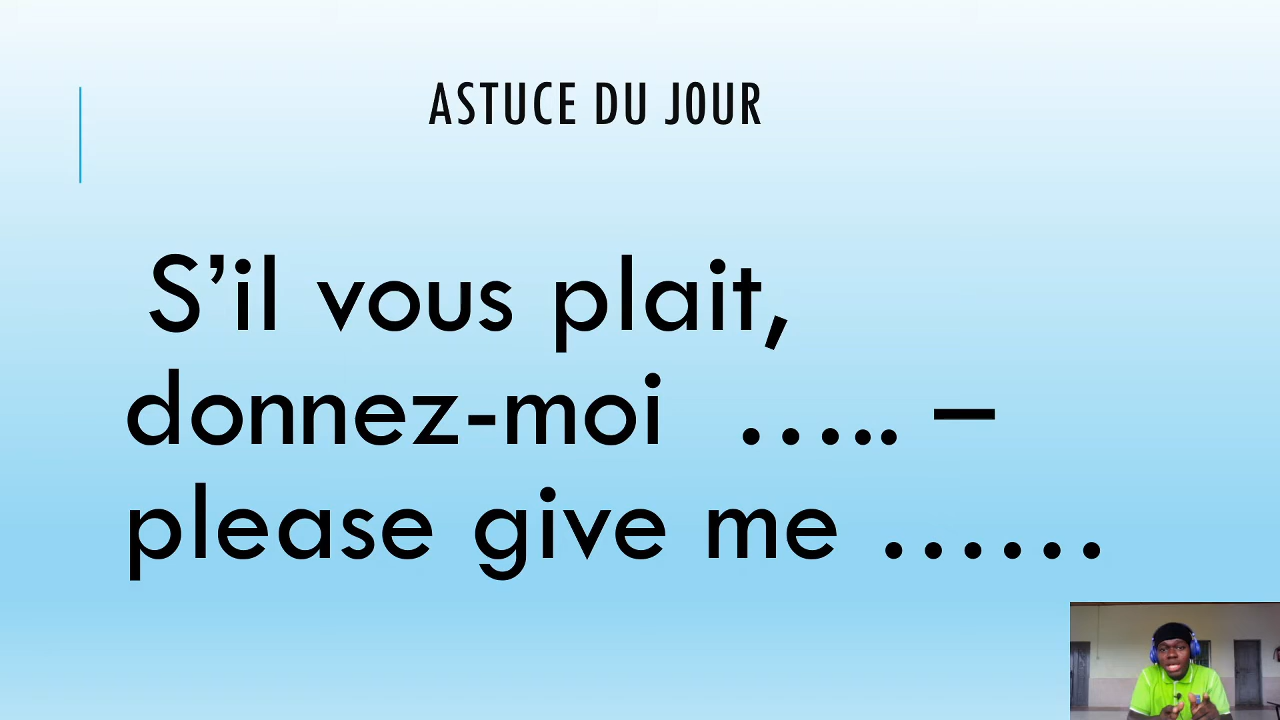 ASTUCE DU JOUR
S’il vous plait,
donnez-moi ….. –
please give me ……